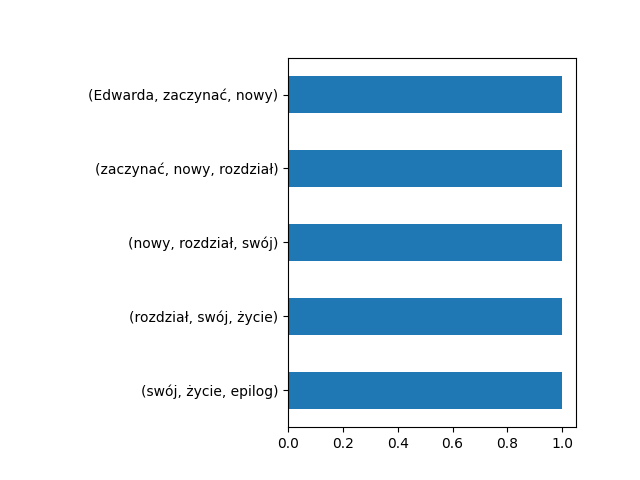 (Edwarda, zaczynać, nowy)
(zaczynać, nowy, rozdział)
(nowy, rozdział, swój)
(rozdział, swój, życie)
(swój, życie, epilog)
0.0 0.2 0.4 0.6 0.8 1.0